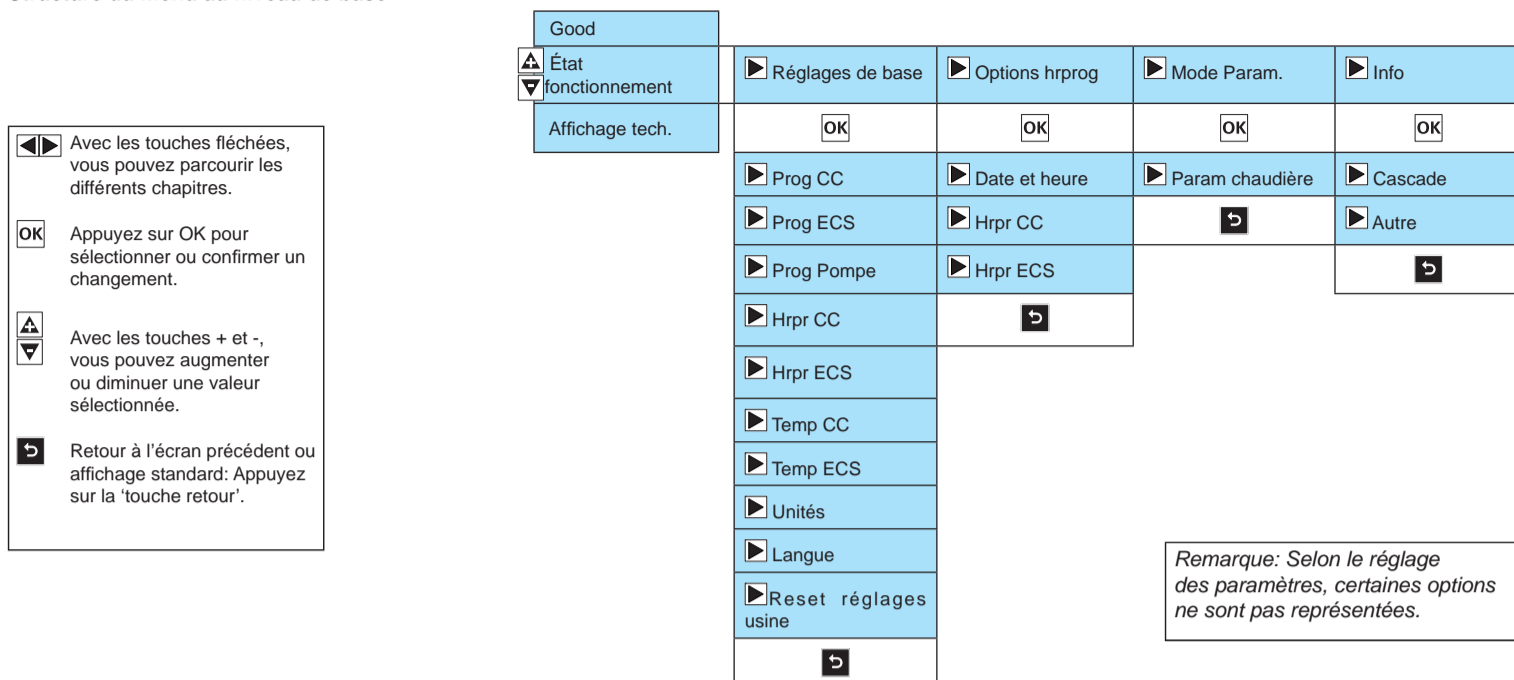 Good
État
fonctionnement
Affichage tech.
Réglages de base
Options hrprog
Mode Param.
Info
OK
OK
OK
OK
Prog CC
Date et heure
Param chaudière
Cascade
Prog ECS
Hrpr CC
Autre
Prog Pompe
Hrpr ECS
Hrpr CC
Hrpr ECS
Temp CC
Temp ECS
Unités
Langue
Reset réglages
usine
Avec les touches fléchées,
vous pouvez parcourir les
différents chapitres.
OK
Appuyez sur OK pour
sélectionner ou confirmer un
changement.
Avec les touches + et -,
vous pouvez augmenter
ou diminuer une valeur
sélectionnée.
Retour à l'écran précédent ou
affichage standard: Appuyez
sur la 'touche retour'.
Remarque: Selon le réglage
des paramètres, certaines options
ne sont pas représentées.